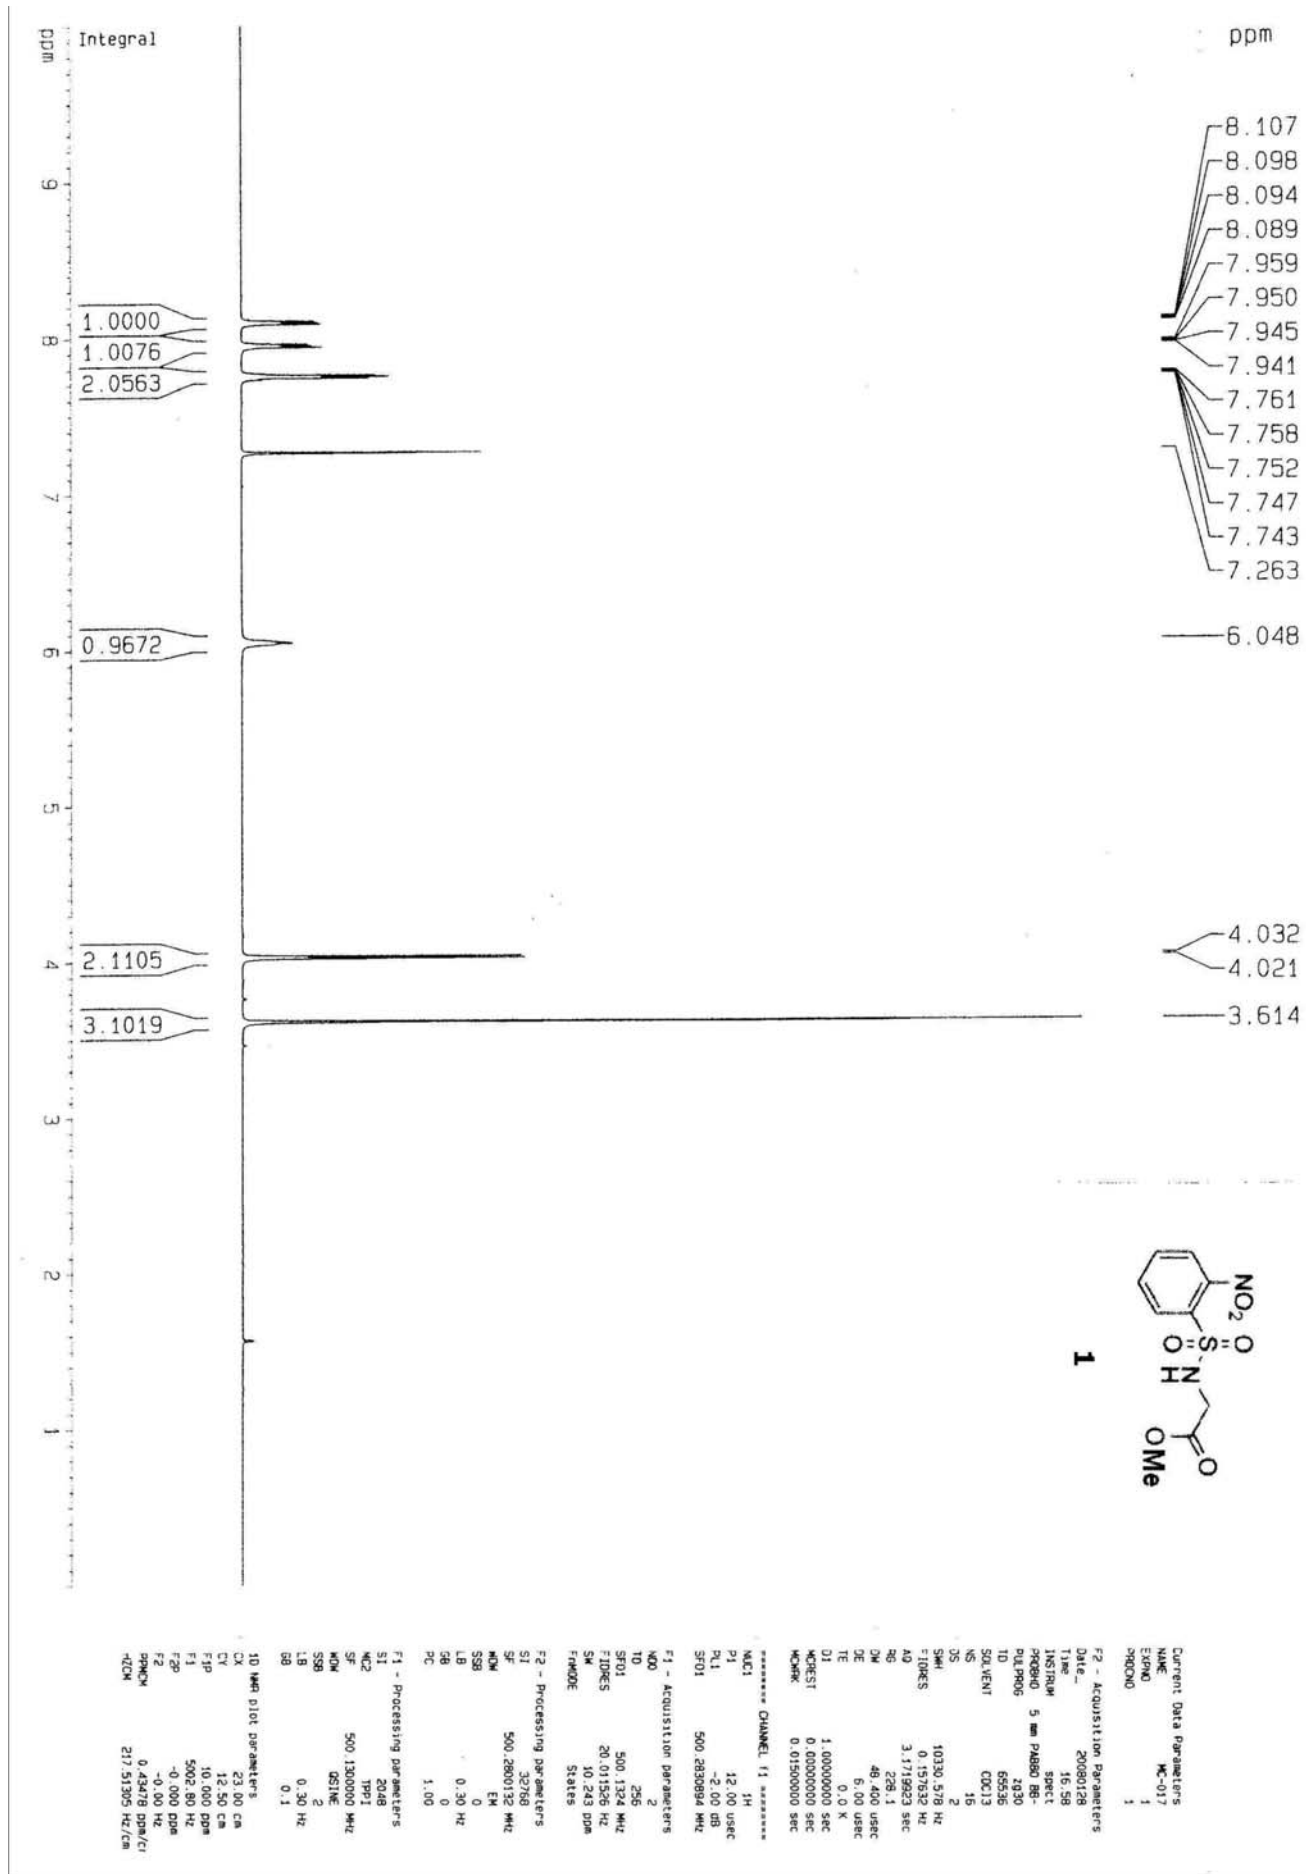 ppm
Integral
9
8
7
6
5
4
3
2
1
1.0000
1.0076
2.0563
0.9672
2.1105
3.1019
ppm
8.107
8.098
8.094
8.089
7.959
7.950
7.945
7.941
7.761
7.758
7.752
7.747
7.743
7.263
6.048
4.032
4.021
3.614
NO2
O
S
O
N
H
O
OMe
1
Current Data Parameters
NAME MC-017
EXPNO 1
PROCNO 1
F2 - Acquisition Parameters
Date_ 20080128
Time 16.58
INSTRUM spect
PROBHD 5 mm PABBO BB-
PULPROG zg30
TD 65536
SOLVENT CDCl3
NS 16
DS 2
SWH 10330.578 Hz
FIDRES 0.157632 Hz
AQ 3.1719923 sec
RG 228.1
DW 48.400 usec
DE 6.00 usec
TE 0.0 K
D1 1.00000000 sec
MCREST 0.00000000 sec
MCWRK 0.01500000 sec
======== CHANNEL f1 ========
NUC1 1H
P1 12.00 usec
PL1 -2.00 dB
SFO1 500.2830894 MHz
F1 - Acquisition parameters
ND0 2
TD 256
SFO1 500.1324 MHz
FIDRES 20.011526 Hz
SW 10.243 ppm
FnMODE States
F2 - Processing parameters
SI 32768
SF 500.2800132 MHz
WDW EM
SSB 0
LB 0.30 Hz
GB 0
PC 1.00
F1 - Processing parameters
SI 2048
MC2 TPPI
SF 500.1300000 MHz
WDW QSINE
SSB 2
LB 0.30 Hz
GB 0.1
1D NMR plot parameters
CX 23.00 cm
CY 12.50 cm
F1P 10.000 ppm
F1 5002.80 Hz
F2P -0.000 ppm
F2 -0.00 Hz
PPMCM 0.43478 ppm/c
HZCM 217.51305 Hz/cm